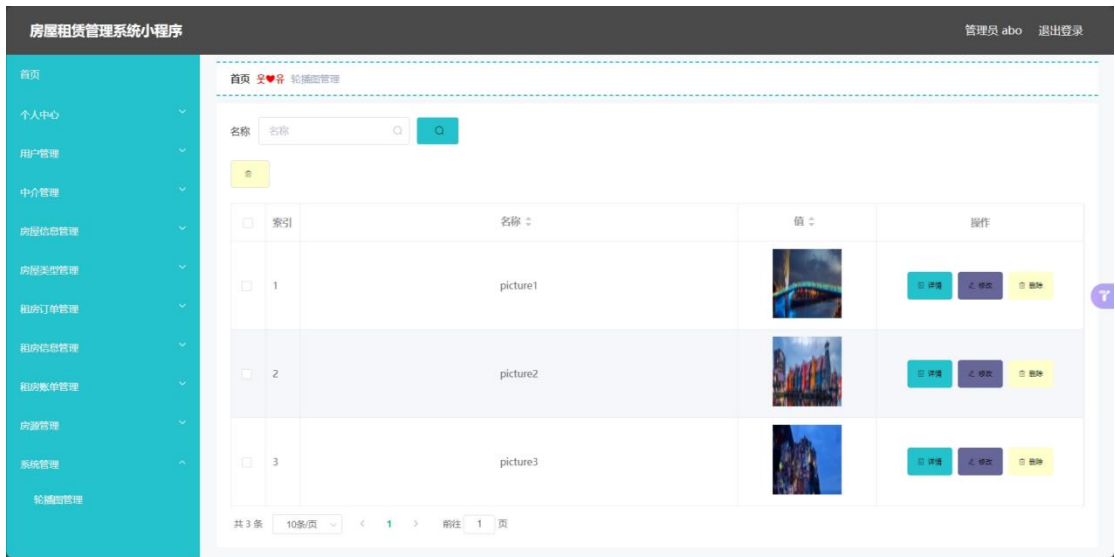 房屋租赁管理系统小程序
管理员 abo 退出登录
首页
个人中心
用户管理
中介管理
房屋信息管理
房屋类型管理
租房订单管理
租房信息管理
租房账单管理
房源管理
系统管理
轮播图管理
首页 웃❤유 轮播图管理
名称 名称
索引 名称 值 操作
1 picture1 详情 修改 删除
2 picture2 详情 修改 删除
3 picture3 详情 修改 删除
共 3 条 10条/页 1 前往 1 页